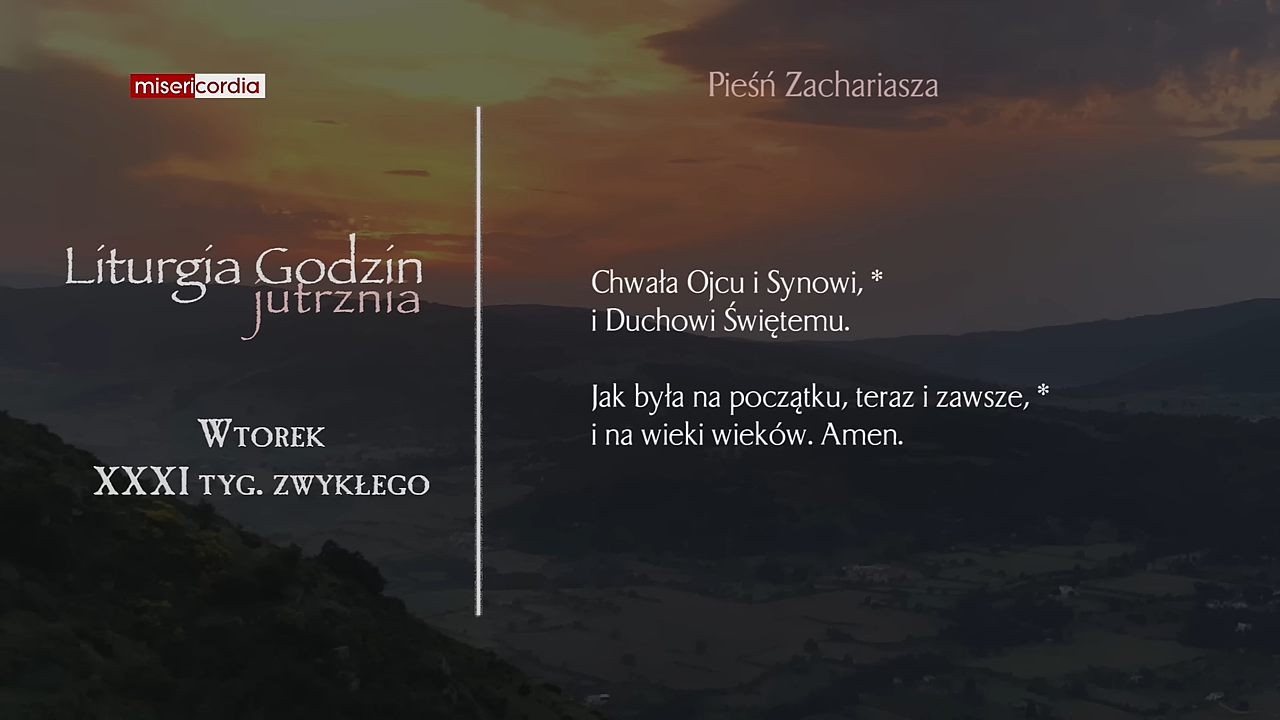 misericordia
Liturgia Godzin
jutrznia
Wtorek
XXXI tyg. zwykłego
Pieśń Zachariasza
Chwała Ojcu i Synowi, *
i Duchowi Świętemu.
Jak była na początku, teraz i zawsze, *
i na wieki wieków. Amen.